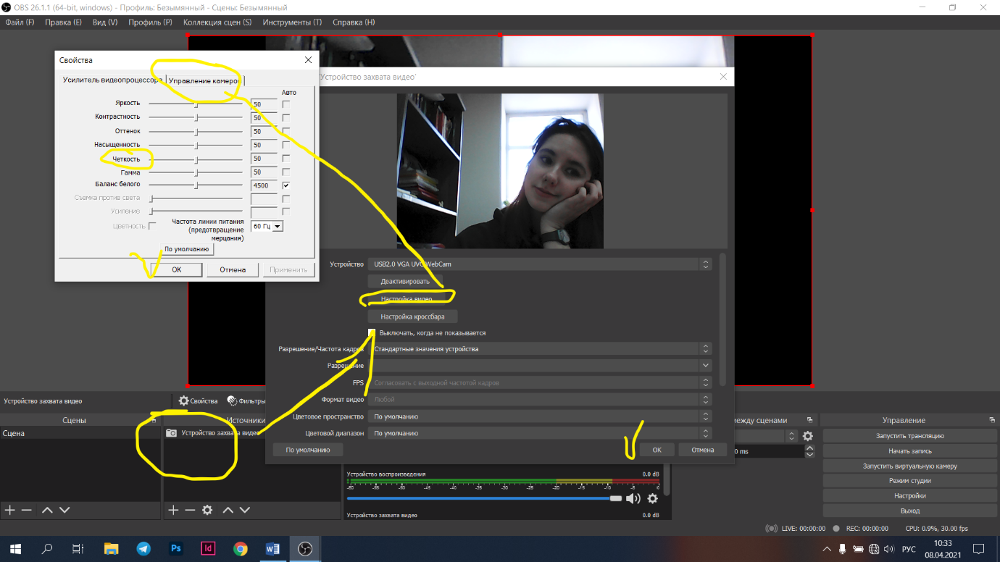 OBS 26.1.1 (64-bit, windows) - Профиль: Безымянный - Сцены: Безымянный
Файл (F) Правка (E) Вид (V) Профиль (P) Коллекция сцен (S) Инструменты (T) Справка (H)
Свойства
Усилитель видеопроцессора Управление камерой
Авто
Яркость 50
Контрастность 50
Оттенок 50
Насыщенность 50
Четкость 50
Гамма 50
Баланс белого 4500
Съемка против света
Усиление
Цветность
Частота линии питания (предотвращение мерцания) 60 Гц
По умолчанию
ОК Отмена Применить
'Устройство захвата видео'
Устройство USB2.0 VGA UVC WebCam
Деактивировать
Настройка видео
Настройка кроссбара
Выключать, когда не показывается
Разрешение/Частота кадров Стандартные значения устройства
Разрешение
FPS Согласовать с выходной частотой кадров
Формат видео Любой
Цветовое пространство По умолчанию
Цветовой диапазон По умолчанию
По умолчанию ОК Отмена
Устройство захвата видео Свойства Фильтры
Сцены Источники между сценами Управление
Сцена
Устройство захвата видео
0 ms
Запустить трансляцию
Начать запись
Запустить виртуальную камеру
Режим студии
Настройки
Выход
Устройство воспроизведения 0.0 dB
-60 -55 -50 -45 -40 -35 -30 -25 -20 -15 -10 -5 0
Устройство захвата видео 0.0 dB
LIVE: 00:00:00 REC: 00:00:00 CPU: 0.9%, 30.00 fps
Ps Id W РУС
10:33
08.04.2021